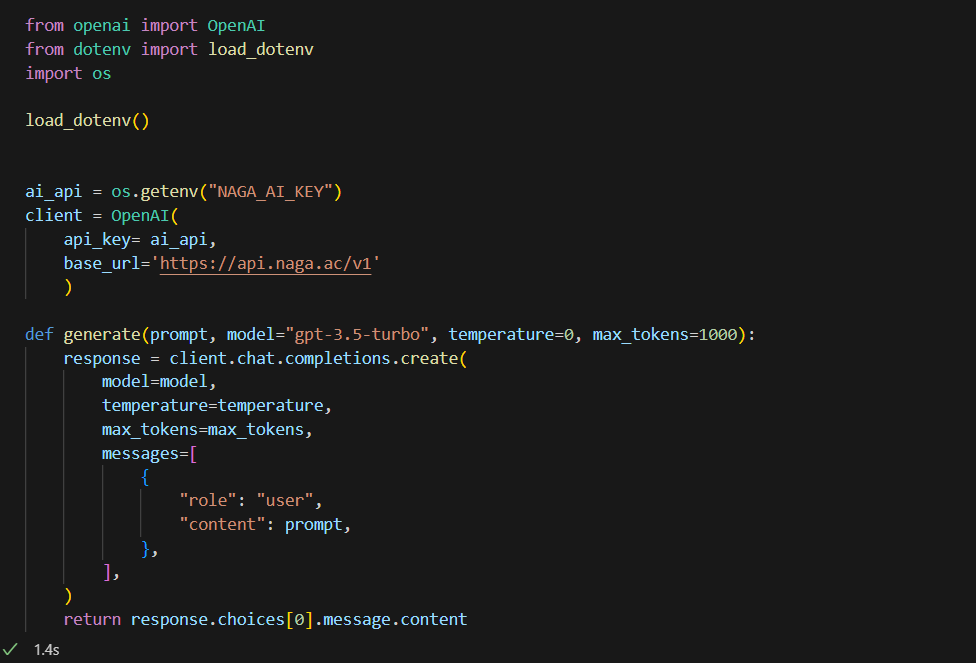 from openai import OpenAI
from dotenv import load_dotenv
import os
load_dotenv()
ai_api = os.getenv("NAGA_AI_KEY")
client = OpenAI(
    api_key= ai_api,
    base_url='https://api.naga.ac/v1'
    )
def generate(prompt, model="gpt-3.5-turbo", temperature=0, max_tokens=1000):
    response = client.chat.completions.create(
        model=model,
        temperature=temperature,
        max_tokens=max_tokens,
        messages=[
            {
                "role": "user",
                "content": prompt,
            },
        ],
    )
    return response.choices[0].message.content
1.4s